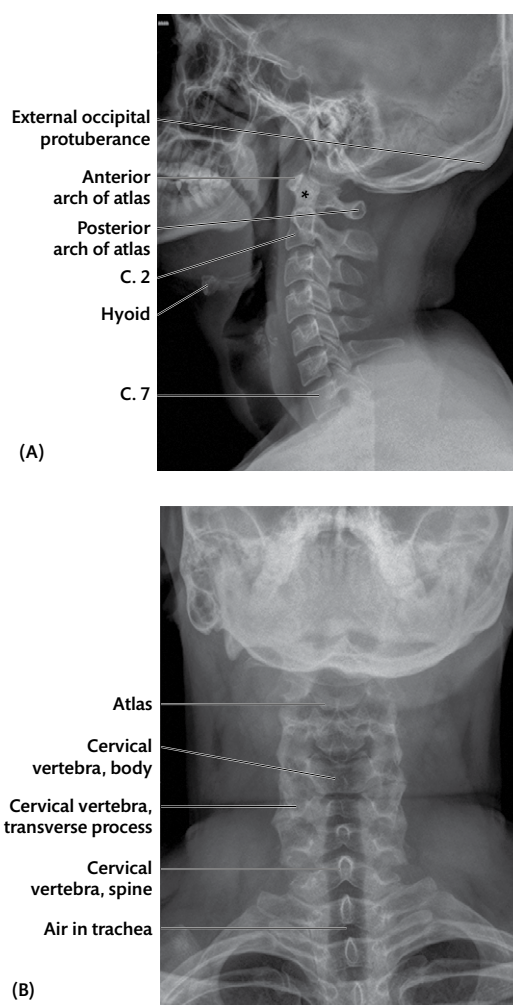 External occipital
protuberance
Anterior
arch of atlas
*
Posterior
arch of atlas
C. 2
Hyoid
C. 7
(A)
Atlas
Cervical
vertebra, body
Cervical vertebra,
transverse process
Cervical
vertebra, spine
Air in trachea
(B)